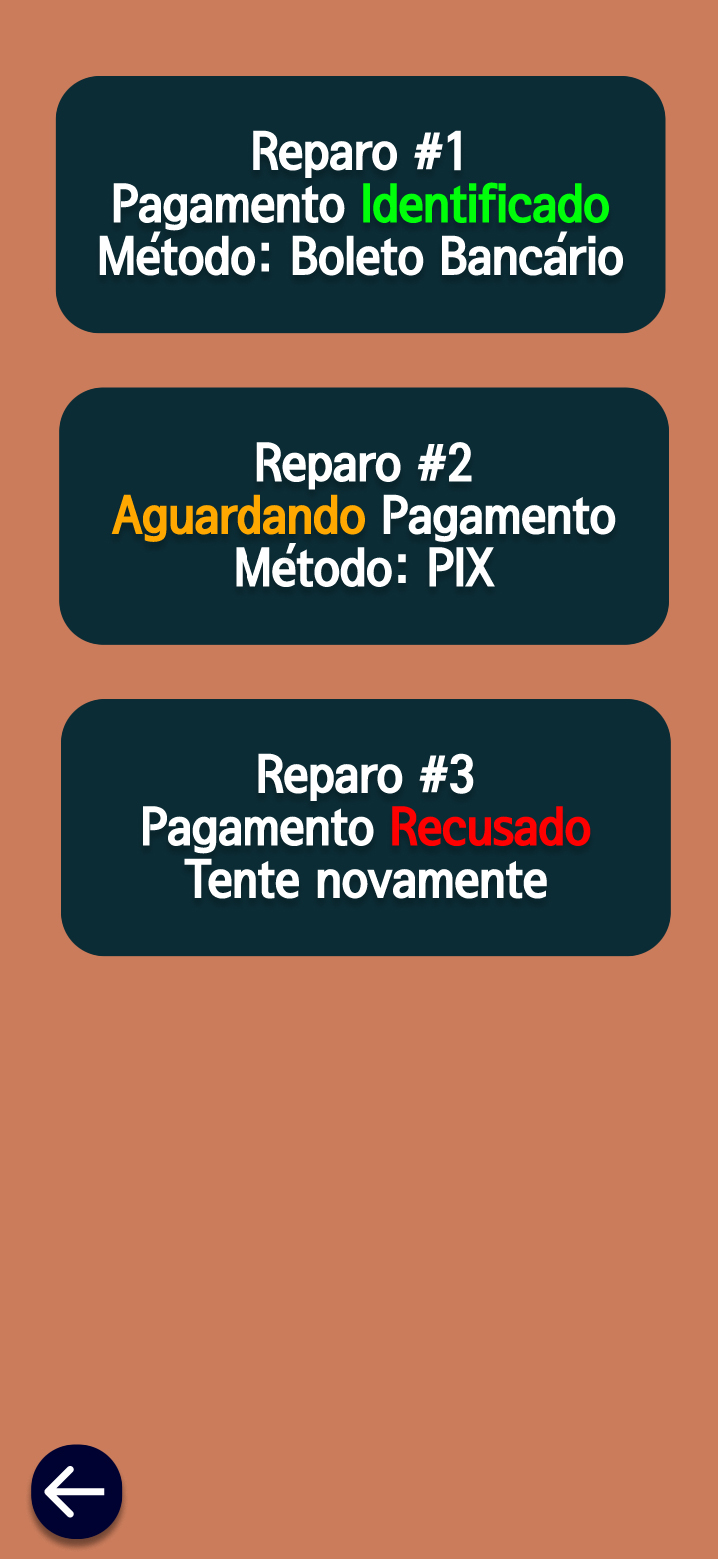 Reparo #1
Pagamento Identificado
Método: Boleto Bancário
Reparo #2
Aguardando Pagamento
Método: PIX
Reparo #3
Pagamento Recusado
Tente novamente